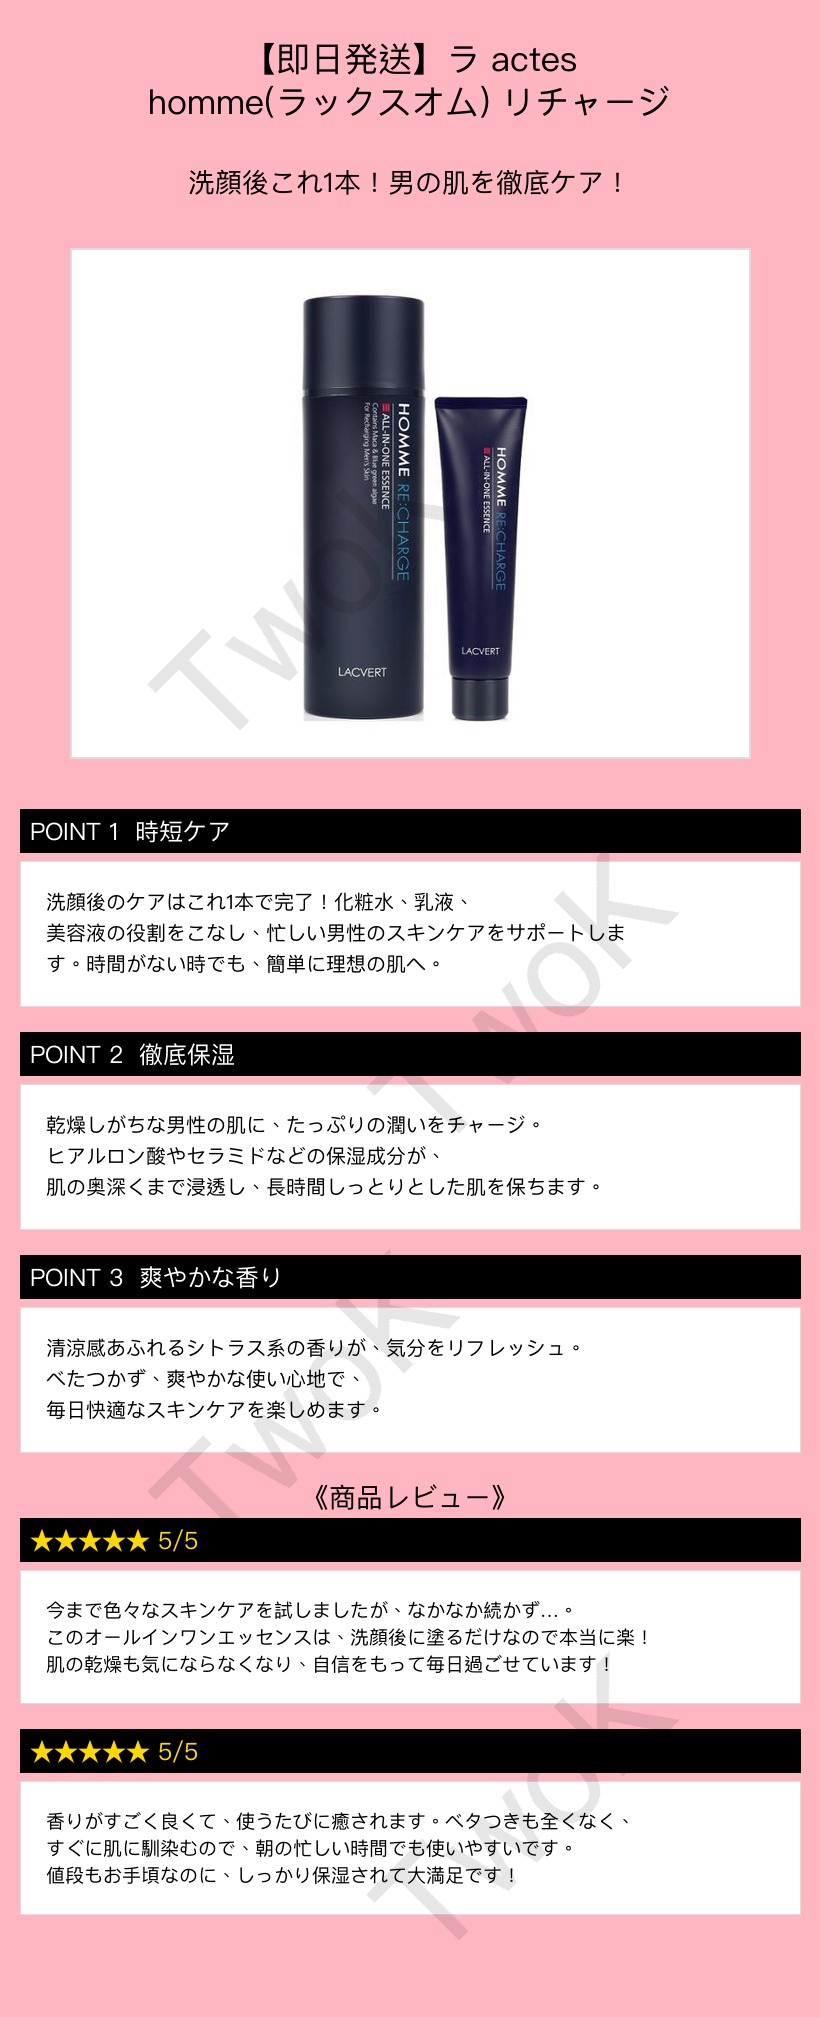 【即日発送】ラ actes
homme(ラックスオム) リチャージ
洗顔後これ1本！男の肌を徹底ケア！
HOMME RE:CHARGE
ALL-IN-ONE ESSENCE
Contains Maca & Blue green algae
For Recharging Men's Skin
LACVERT
HOMME RE:CHARGE
ALL-IN-ONE ESSENCE
LACVERT
TwoK
POINT 1 時短ケア
洗顔後のケアはこれ1本で完了！化粧水、乳液、
美容液の役割をこなし、忙しい男性のスキンケアをサポートしま
す。時間がない時でも、簡単に理想の肌へ。
TwoK
POINT 2 徹底保湿
乾燥しがちな男性の肌に、たっぷりの潤いをチャージ。
ヒアルロン酸やセラミドなどの保湿成分が、
肌の奥深くまで浸透し、長時間しっとりとした肌を保ちます。
POINT 3 爽やかな香り
清涼感あふれるシトラス系の香りが、気分をリフレッシュ。
べたつかず、爽やかな使い心地で、
毎日快適なスキンケアを楽しめます。
TwoK
《商品レビュー》
★★★★★ 5/5
今まで色々なスキンケアを試しましたが、なかなか続かず...。
このオールインワンエッセンスは、洗顔後に塗るだけなので本当に楽！
肌の乾燥も気にならなくなり、自信をもって毎日過ごせています！
★★★★★ 5/5
香りがすごく良くて、使うたびに癒されます。ベタつきも全くなく、
すぐに肌に馴染むので、朝の忙しい時間でも使いやすいです。
値段もお手頃なのに、しっかり保湿されて大満足です！
TwoK